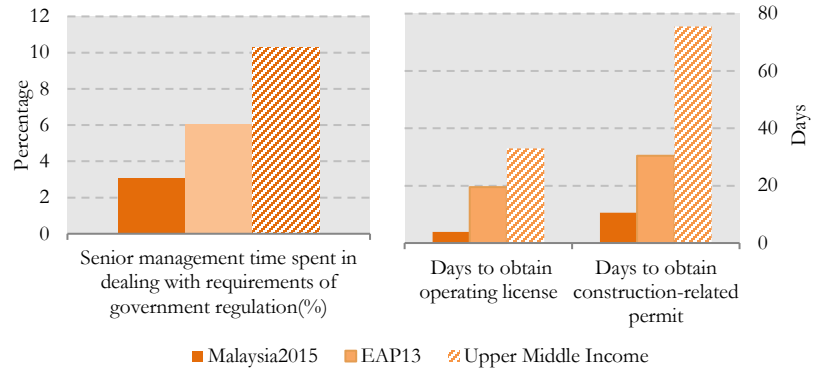 12
10
8
6
4
2
0
Percentage
Senior management time spent in
dealing with requirements of
government regulation(%)
80
60
40
20
0
Days
Days to obtain
operating license
Days to obtain
construction-related
permit
Malaysia2015 EAP13 Upper Middle Income